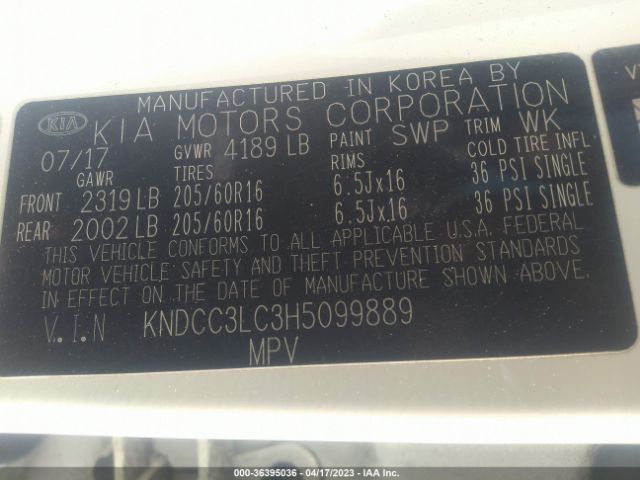 MANUFACTURED IN KOREA BY
KIA KIA MOTORS CORPORATION
07/17 GVWR 4189 LB PAINT SWP TRIM WK
GAWR TIRES RIMS COLD TIRE INFL
FRONT 2319 LB 205/60R16 6.5Jx16 36 PSI SINGLE
REAR 2002 LB 205/60R16 6.5Jx16 36 PSI SINGLE
THIS VEHICLE CONFORMS TO ALL APPLICABLE U.S.A. FEDERAL
MOTOR VEHICLE SAFETY AND THEFT PREVENTION STANDARDS
IN EFFECT ON THE DATE OF MANUFACTURE SHOWN ABOVE.
V.I.N KNDCC3LC3H5099889
MPV
000-36395036 - 04/17/2023 - IAAI.COM